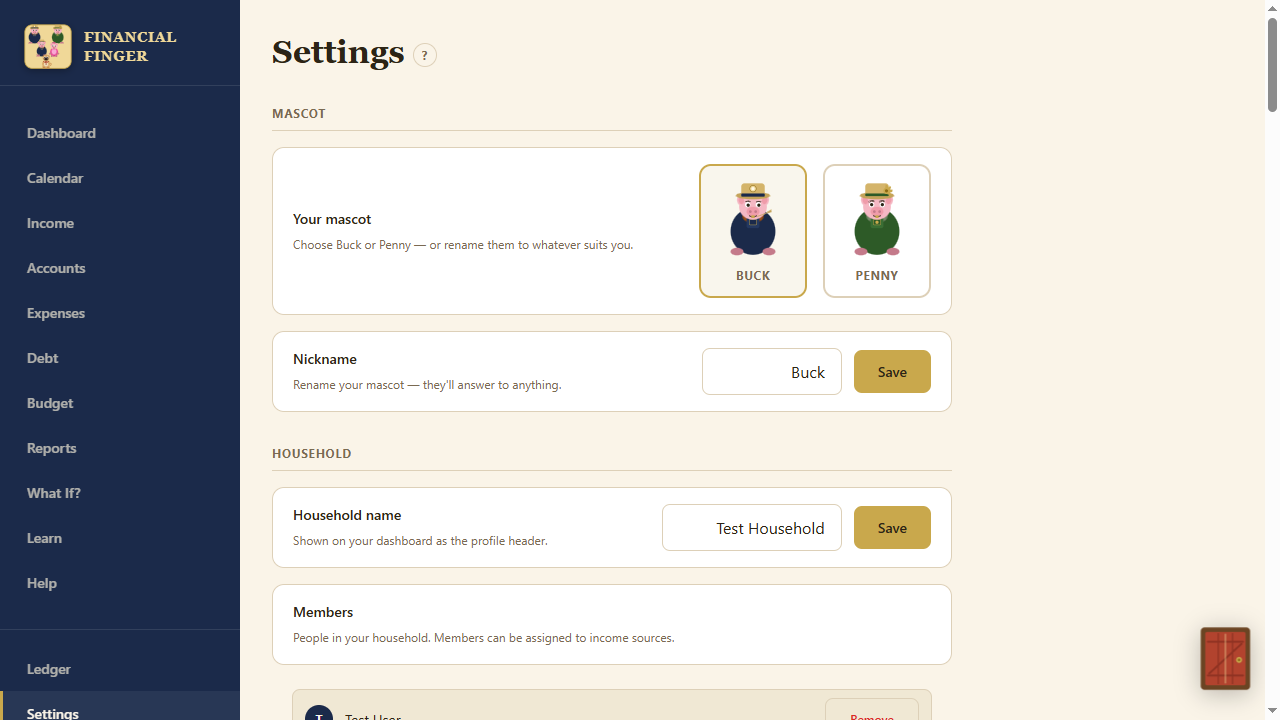 FINANCIAL
FINGER
Dashboard
Calendar
Income
Accounts
Expenses
Debt
Budget
Reports
What If?
Learn
Help
Ledger
Settings
Settings ?
MASCOT
Your mascot
Choose Buck or Penny — or rename them to whatever suits you.
BUCK
PENNY
Nickname
Rename your mascot — they'll answer to anything.
Buck
Save
HOUSEHOLD
Household name
Shown on your dashboard as the profile header.
Test Household
Save
Members
People in your household. Members can be assigned to income sources.
T
Test User
Remove